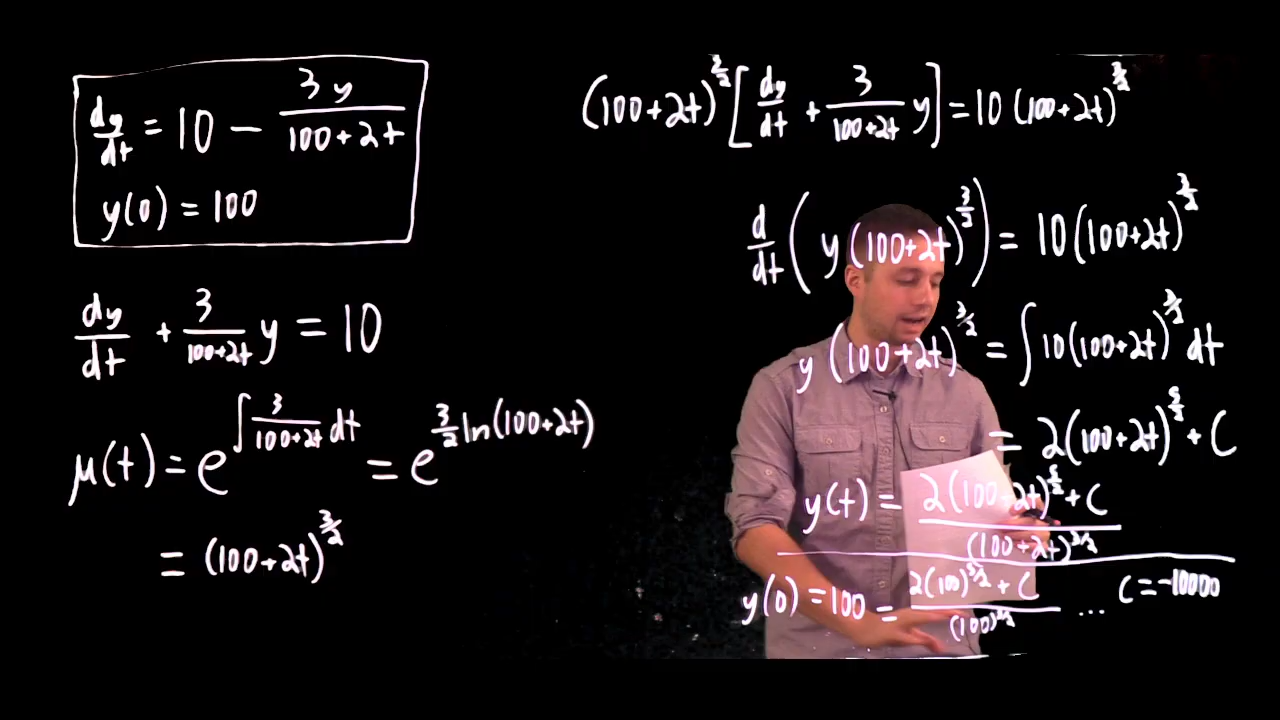 dy/dt = 10 − 3y/(100+2t)
y(0) = 100
dy/dt + 3/(100+2t) y = 10
μ(t) = e^(∫ 3/(100+2t) dt) = e^(3/2 ln(100+2t))
= (100+2t)^(3/2)
(100+2t)^(3/2) [dy/dt + 3/(100+2t) y] = 10(100+2t)^(3/2)
d/dt (y(100+2t)^(3/2)) = 10(100+2t)^(3/2)
y(100+2t)^(3/2) = ∫ 10(100+2t)^(3/2) dt
= 2(100+2t)^(5/2) + C
y(t) = (2(100+2t)^(5/2) + C)/(100+2t)^(3/2)
y(0) = 100 = (2(100)^(5/2) + C)/(100)^(3/2) ... C = −10000